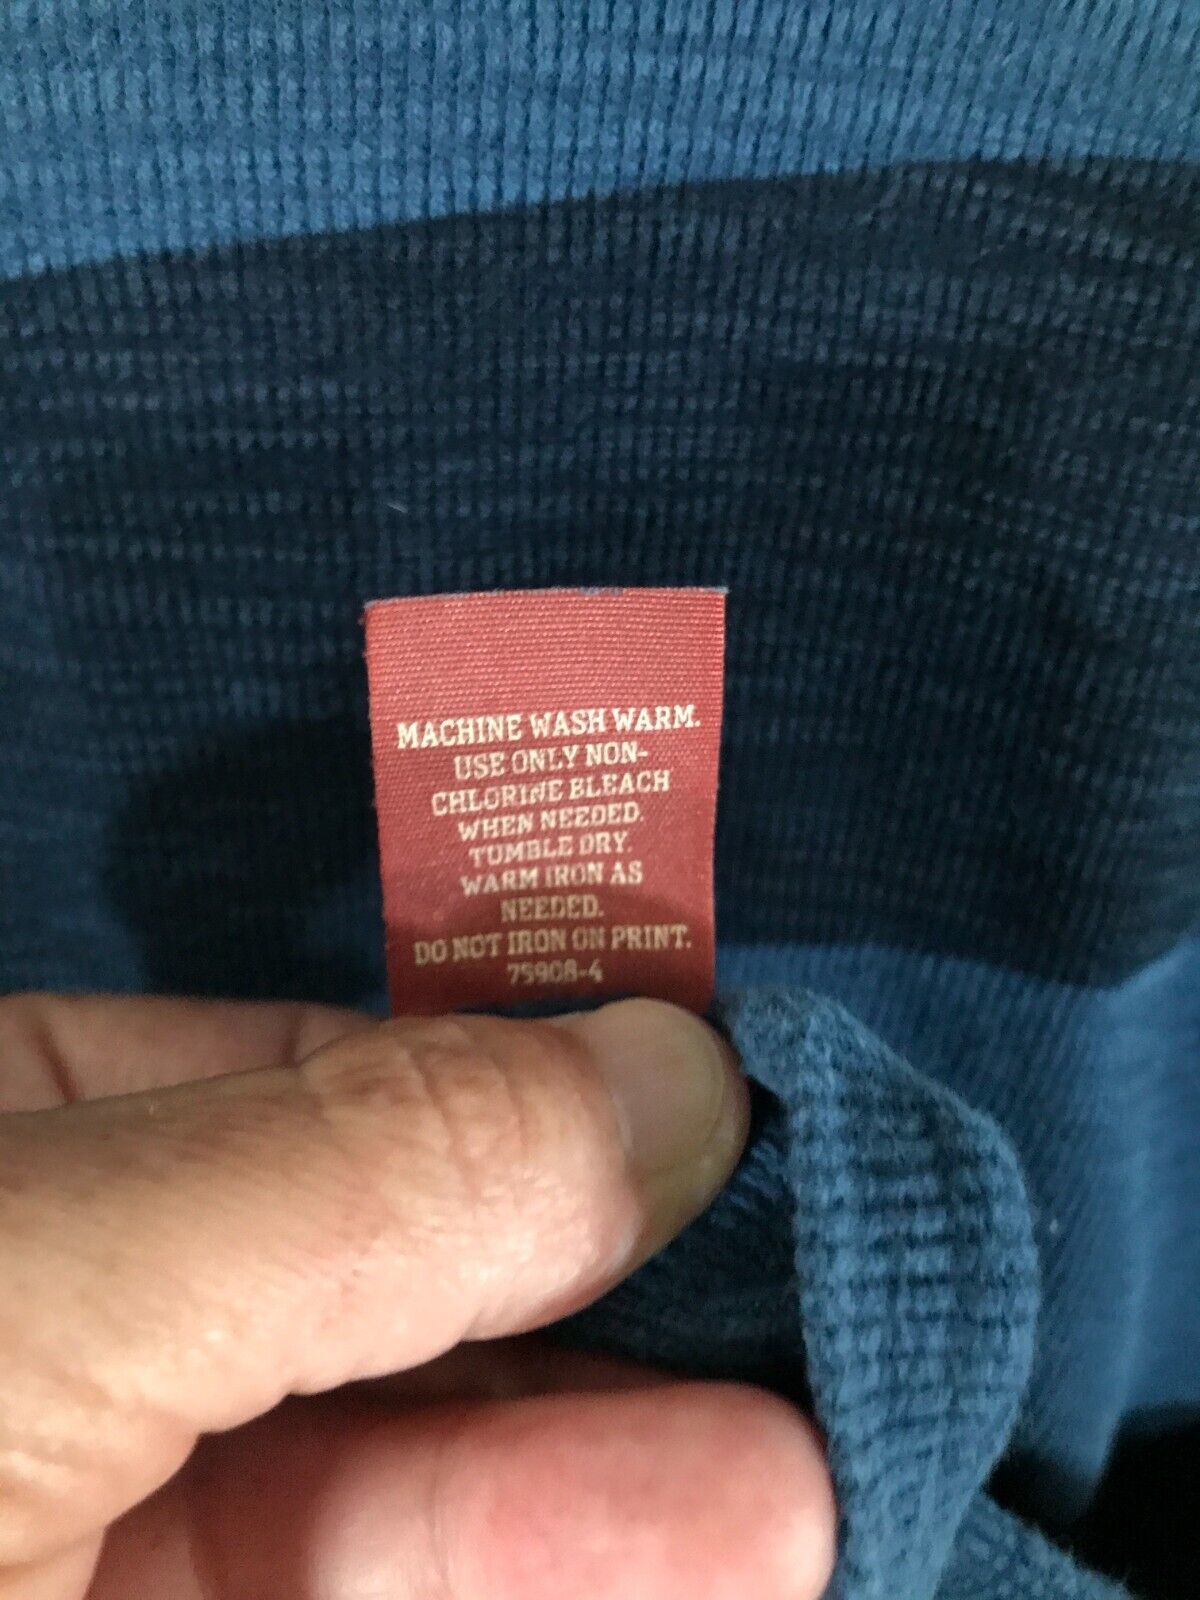 MACHINE WASH WARM.
USE ONLY NON-
CHLORINE BLEACH
WHEN NEEDED.
TUMBLE DRY.
WARM IRON AS
NEEDED.
DO NOT IRON ON PRINT.
75908-4